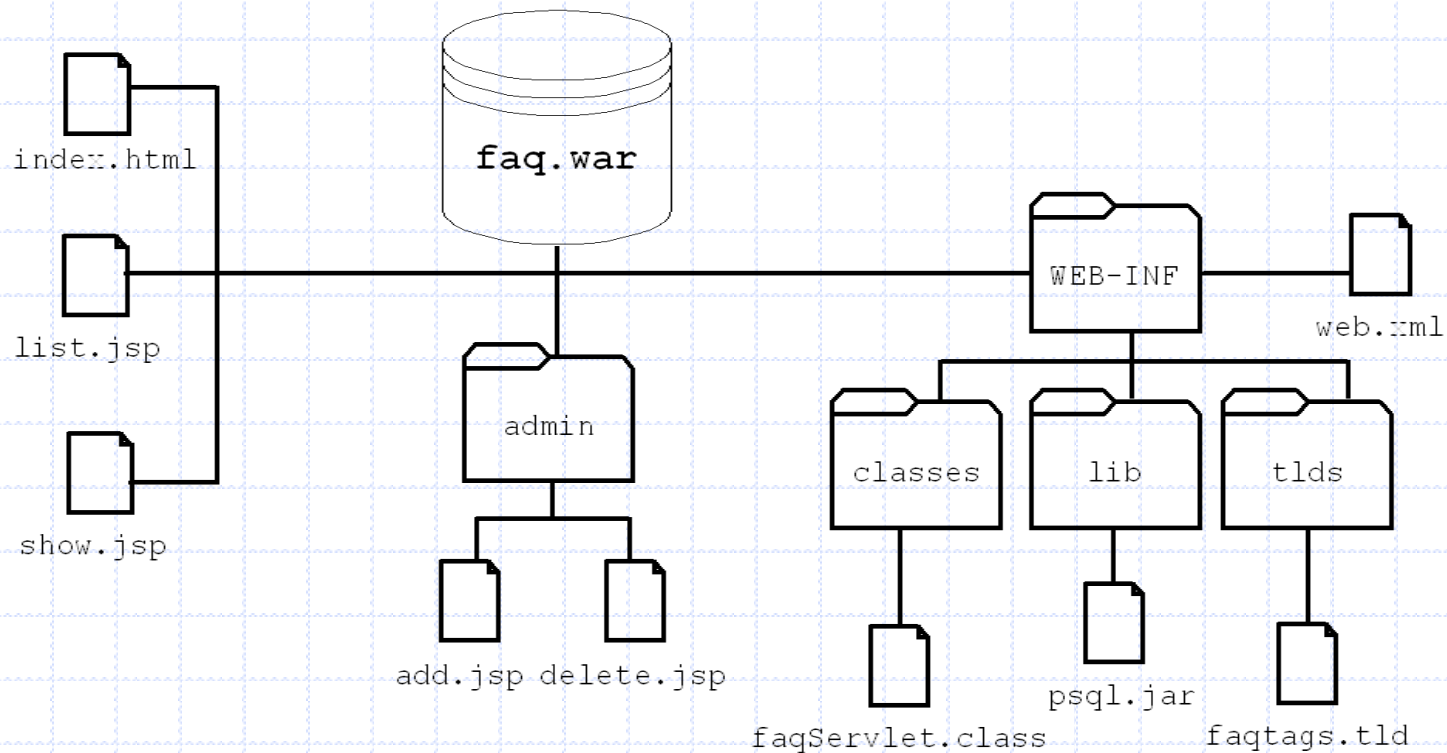 faq.war
index.html
list.jsp
show.jsp
admin
add.jsp
delete.jsp
WEB-INF
web.xml
classes
lib
tlds
faqServlet.class
psql.jar
faqtags.tld